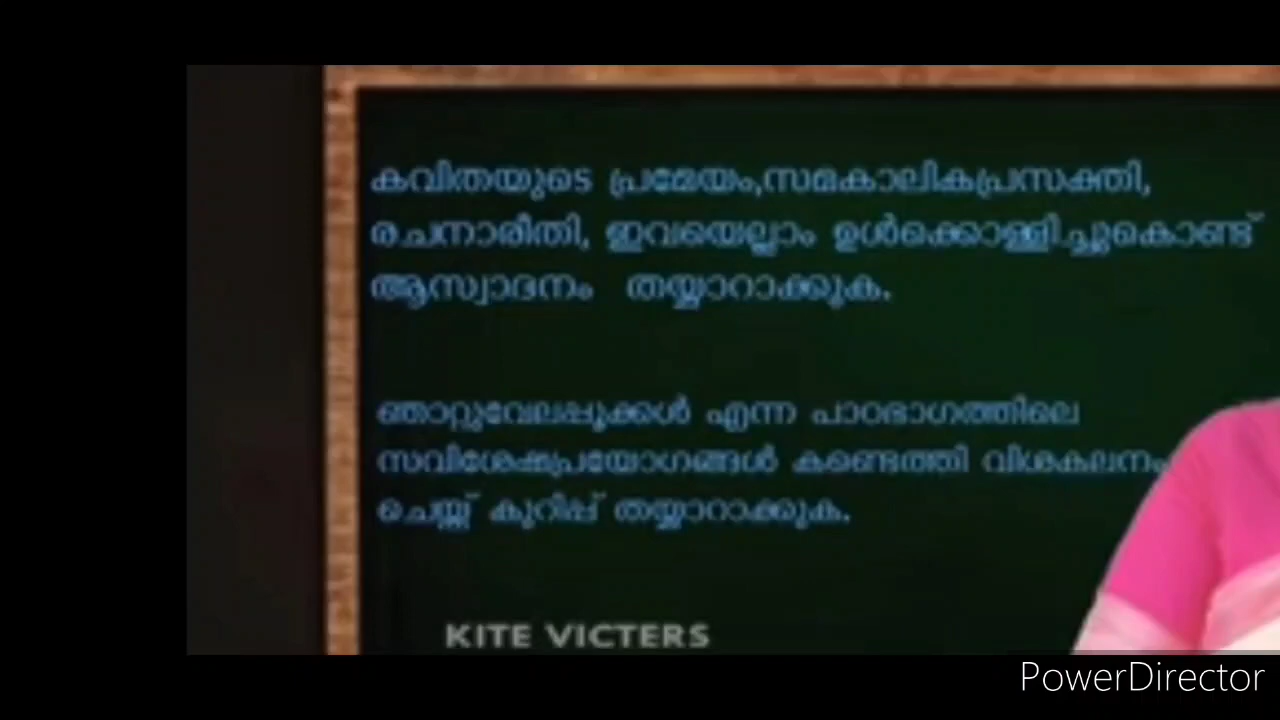 കവിതയുടെ പ്രമേയം,സമകാലികപ്രസക്തി,
രചനാരീതി, ഇവയെല്ലാം ഉൾക്കൊള്ളിച്ചുകൊണ്ട്
ആസ്വാദനം തയ്യാറാക്കുക.
ഞാറ്റുവേലപ്പൂക്കൾ എന്ന പാഠഭാഗത്തിലെ
സവിശേഷപ്രയോഗങ്ങൾ കണ്ടെത്തി വിശകലനം
ചെയ്ത് കുറിപ്പ് തയ്യാറാക്കുക.
KITE VICTERS
PowerDirector